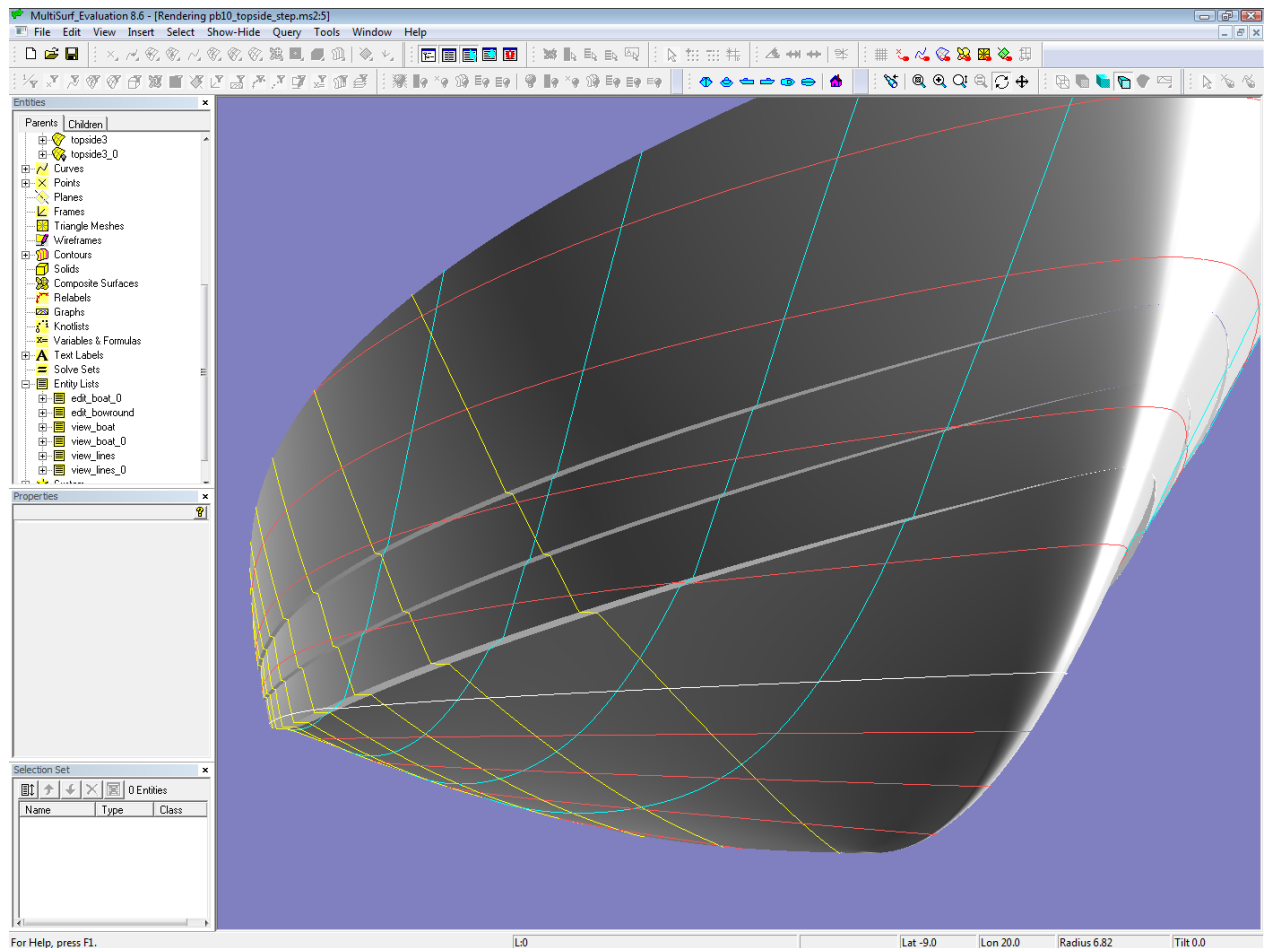 MultiSurf_Evaluation 8.6 - [Rendering pb10_topside_step.ms2:5]
File Edit View Insert Select Show-Hide Query Tools Window Help
Entities
Parents Children
topside3
topside3_0
Curves
Points
Planes
Frames
Triangle Meshes
Wireframes
Contours
Solids
Composite Surfaces
Relabels
Graphs
Knotlists
X= Variables & Formulas
A Text Labels
Solve Sets
Entity Lists
edit_boat_0
edit_bowround
view_boat
view_boat_0
view_lines
view_lines_0
Properties
Selection Set
0 Entities
Name Type Class
For Help, press F1. L:0 Lat -9.0 Lon 20.0 Radius 6.82 Tilt 0.0